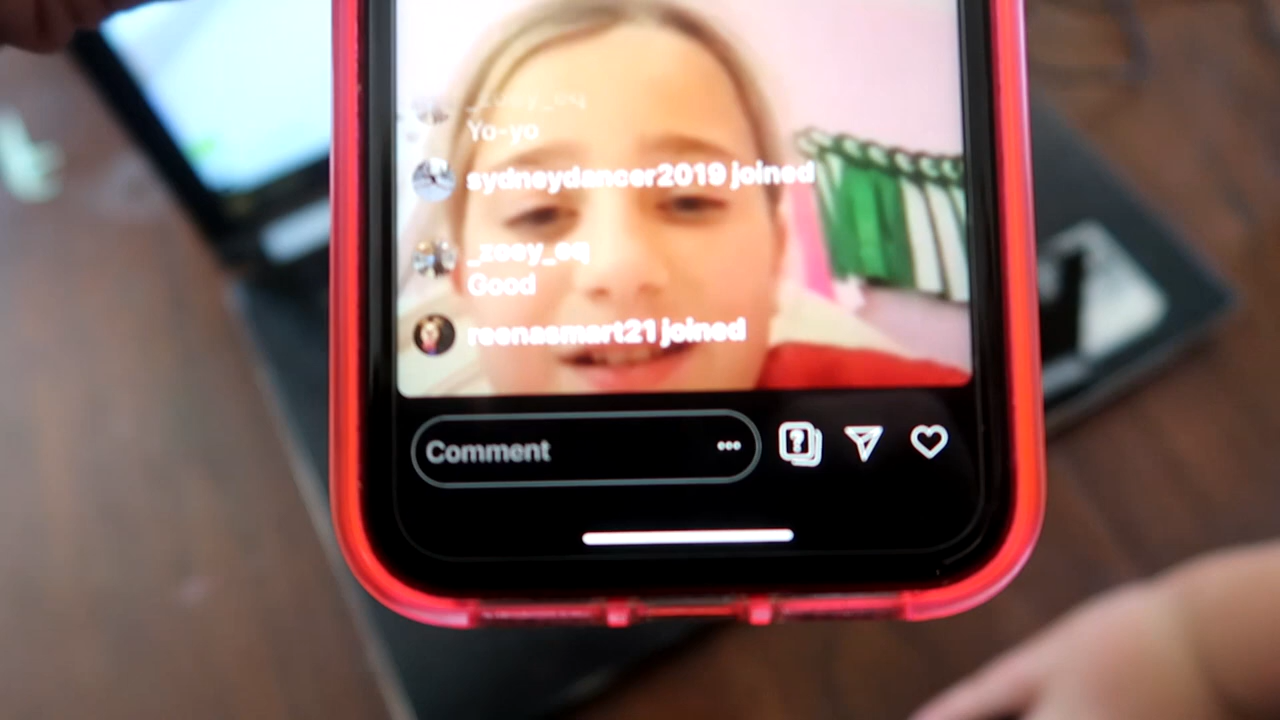 Yo-yo
sydneydancer2019 joined
_zoey_eq
Good
reenasmart21 joined
Comment